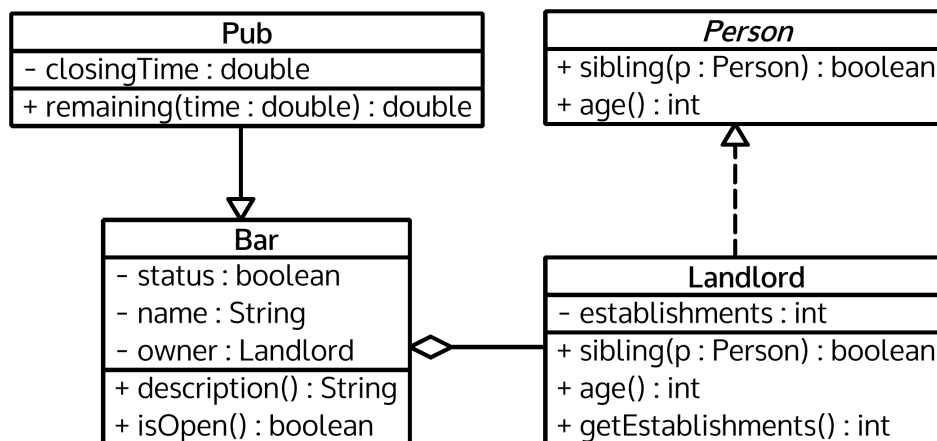 Pub
- closingTime : double
+ remaining(time : double) : double
Person
+ sibling(p : Person) : boolean
+ age() : int
Bar
- status : boolean
- name : String
- owner : Landlord
+ description() : String
+ isOpen() : boolean
Landlord
- establishments : int
+ sibling(p : Person) : boolean
+ age() : int
+ getEstablishments() : int